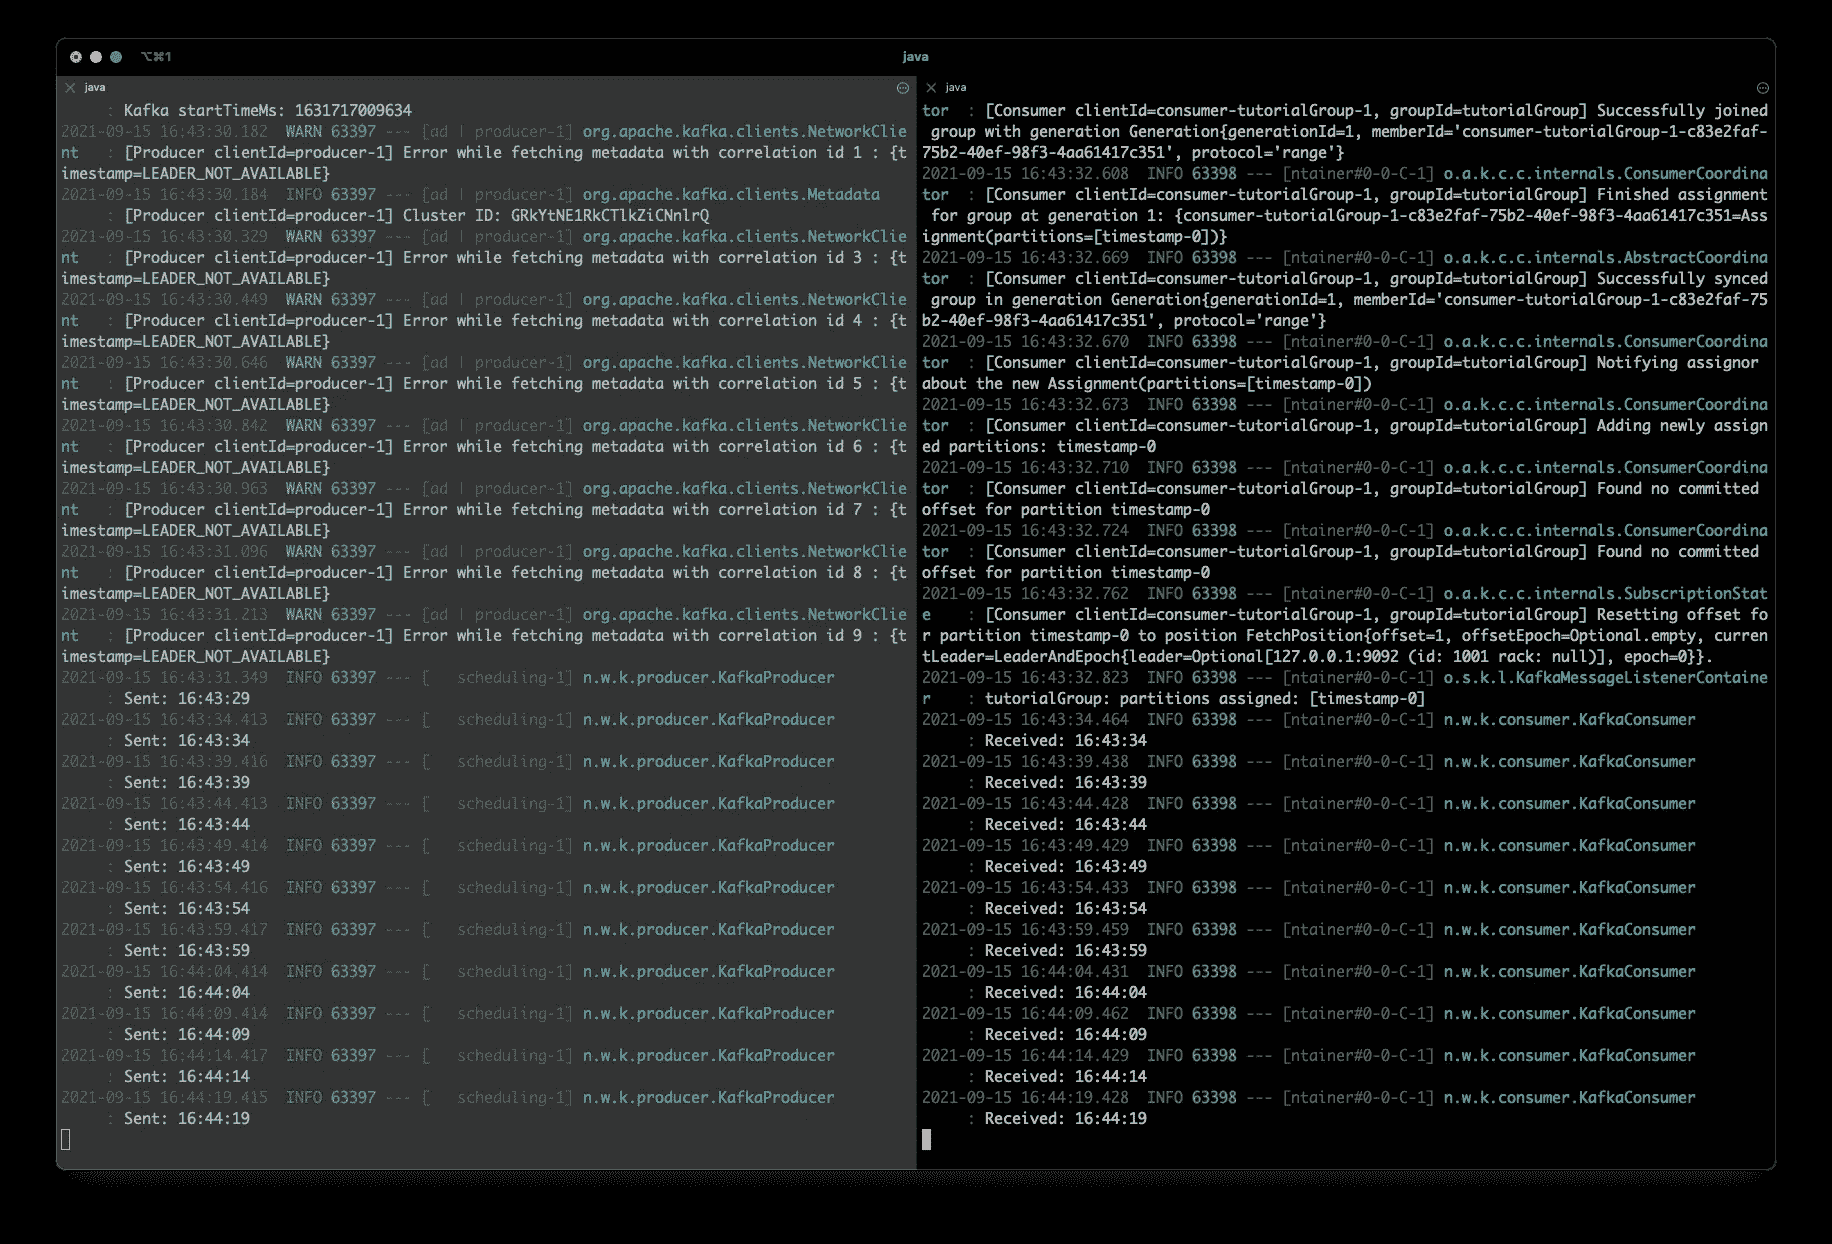 ⌥⌘1
java
java
: Kafka startTimeMs: 1631717009634
2021-09-15 16:43:30.182  WARN 63397 --- [ad | producer-1] org.apache.kafka.clients.NetworkClie
nt   : [Producer clientId=producer-1] Error while fetching metadata with correlation id 1 : {t
imestamp=LEADER_NOT_AVAILABLE}
2021-09-15 16:43:30.184  INFO 63397 --- [ad | producer-1] org.apache.kafka.clients.Metadata
: [Producer clientId=producer-1] Cluster ID: GRkYtNE1RkCTlkZiCNnlrQ
2021-09-15 16:43:30.329  WARN 63397 --- [ad | producer-1] org.apache.kafka.clients.NetworkClie
nt   : [Producer clientId=producer-1] Error while fetching metadata with correlation id 3 : {t
imestamp=LEADER_NOT_AVAILABLE}
2021-09-15 16:43:30.449  WARN 63397 --- [ad | producer-1] org.apache.kafka.clients.NetworkClie
nt   : [Producer clientId=producer-1] Error while fetching metadata with correlation id 4 : {t
imestamp=LEADER_NOT_AVAILABLE}
2021-09-15 16:43:30.646  WARN 63397 --- [ad | producer-1] org.apache.kafka.clients.NetworkClie
nt   : [Producer clientId=producer-1] Error while fetching metadata with correlation id 5 : {t
imestamp=LEADER_NOT_AVAILABLE}
2021-09-15 16:43:30.842  WARN 63397 --- [ad | producer-1] org.apache.kafka.clients.NetworkClie
nt   : [Producer clientId=producer-1] Error while fetching metadata with correlation id 6 : {t
imestamp=LEADER_NOT_AVAILABLE}
2021-09-15 16:43:30.963  WARN 63397 --- [ad | producer-1] org.apache.kafka.clients.NetworkClie
nt   : [Producer clientId=producer-1] Error while fetching metadata with correlation id 7 : {t
imestamp=LEADER_NOT_AVAILABLE}
2021-09-15 16:43:31.096  WARN 63397 --- [ad | producer-1] org.apache.kafka.clients.NetworkClie
nt   : [Producer clientId=producer-1] Error while fetching metadata with correlation id 8 : {t
imestamp=LEADER_NOT_AVAILABLE}
2021-09-15 16:43:31.213  WARN 63397 --- [ad | producer-1] org.apache.kafka.clients.NetworkClie
nt   : [Producer clientId=producer-1] Error while fetching metadata with correlation id 9 : {t
imestamp=LEADER_NOT_AVAILABLE}
2021-09-15 16:43:31.349  INFO 63397 --- [   scheduling-1] n.w.k.producer.KafkaProducer
: Sent: 16:43:29
2021-09-15 16:43:34.413  INFO 63397 --- [   scheduling-1] n.w.k.producer.KafkaProducer
: Sent: 16:43:34
2021-09-15 16:43:39.416  INFO 63397 --- [   scheduling-1] n.w.k.producer.KafkaProducer
: Sent: 16:43:39
2021-09-15 16:43:44.413  INFO 63397 --- [   scheduling-1] n.w.k.producer.KafkaProducer
: Sent: 16:43:44
2021-09-15 16:43:49.414  INFO 63397 --- [   scheduling-1] n.w.k.producer.KafkaProducer
: Sent: 16:43:49
2021-09-15 16:43:54.416  INFO 63397 --- [   scheduling-1] n.w.k.producer.KafkaProducer
: Sent: 16:43:54
2021-09-15 16:43:59.417  INFO 63397 --- [   scheduling-1] n.w.k.producer.KafkaProducer
: Sent: 16:43:59
2021-09-15 16:44:04.414  INFO 63397 --- [   scheduling-1] n.w.k.producer.KafkaProducer
: Sent: 16:44:04
2021-09-15 16:44:09.414  INFO 63397 --- [   scheduling-1] n.w.k.producer.KafkaProducer
: Sent: 16:44:09
2021-09-15 16:44:14.417  INFO 63397 --- [   scheduling-1] n.w.k.producer.KafkaProducer
: Sent: 16:44:14
2021-09-15 16:44:19.415  INFO 63397 --- [   scheduling-1] n.w.k.producer.KafkaProducer
: Sent: 16:44:19
java
tor  : [Consumer clientId=consumer-tutorialGroup-1, groupId=tutorialGroup] Successfully joined
group with generation Generation{generationId=1, memberId='consumer-tutorialGroup-1-c83e2faf-
75b2-40ef-98f3-4aa61417c351', protocol='range'}
2021-09-15 16:43:32.608  INFO 63398 --- [ntainer#0-0-C-1] o.a.k.c.c.internals.ConsumerCoordina
tor  : [Consumer clientId=consumer-tutorialGroup-1, groupId=tutorialGroup] Finished assignment
for group at generation 1: {consumer-tutorialGroup-1-c83e2faf-75b2-40ef-98f3-4aa61417c351=Ass
ignment(partitions=[timestamp-0])}
2021-09-15 16:43:32.669  INFO 63398 --- [ntainer#0-0-C-1] o.a.k.c.c.internals.AbstractCoordina
tor  : [Consumer clientId=consumer-tutorialGroup-1, groupId=tutorialGroup] Successfully synced
group in generation Generation{generationId=1, memberId='consumer-tutorialGroup-1-c83e2faf-75
b2-40ef-98f3-4aa61417c351', protocol='range'}
2021-09-15 16:43:32.670  INFO 63398 --- [ntainer#0-0-C-1] o.a.k.c.c.internals.ConsumerCoordina
tor  : [Consumer clientId=consumer-tutorialGroup-1, groupId=tutorialGroup] Notifying assignor
about the new Assignment(partitions=[timestamp-0])
2021-09-15 16:43:32.673  INFO 63398 --- [ntainer#0-0-C-1] o.a.k.c.c.internals.ConsumerCoordina
tor  : [Consumer clientId=consumer-tutorialGroup-1, groupId=tutorialGroup] Adding newly assign
ed partitions: timestamp-0
2021-09-15 16:43:32.710  INFO 63398 --- [ntainer#0-0-C-1] o.a.k.c.c.internals.ConsumerCoordina
tor  : [Consumer clientId=consumer-tutorialGroup-1, groupId=tutorialGroup] Found no committed
offset for partition timestamp-0
2021-09-15 16:43:32.724  INFO 63398 --- [ntainer#0-0-C-1] o.a.k.c.c.internals.ConsumerCoordina
tor  : [Consumer clientId=consumer-tutorialGroup-1, groupId=tutorialGroup] Found no committed
offset for partition timestamp-0
2021-09-15 16:43:32.762  INFO 63398 --- [ntainer#0-0-C-1] o.a.k.c.c.internals.SubscriptionStat
e    : [Consumer clientId=consumer-tutorialGroup-1, groupId=tutorialGroup] Resetting offset fo
r partition timestamp-0 to position FetchPosition{offset=1, offsetEpoch=Optional.empty, curren
tLeader=LeaderAndEpoch{leader=Optional[127.0.0.1:9092 (id: 1001 rack: null)], epoch=0}}.
2021-09-15 16:43:32.823  INFO 63398 --- [ntainer#0-0-C-1] o.s.k.l.KafkaMessageListenerContaine
r    : tutorialGroup: partitions assigned: [timestamp-0]
2021-09-15 16:43:34.464  INFO 63398 --- [ntainer#0-0-C-1] n.w.k.consumer.KafkaConsumer
: Received: 16:43:34
2021-09-15 16:43:39.438  INFO 63398 --- [ntainer#0-0-C-1] n.w.k.consumer.KafkaConsumer
: Received: 16:43:39
2021-09-15 16:43:44.428  INFO 63398 --- [ntainer#0-0-C-1] n.w.k.consumer.KafkaConsumer
: Received: 16:43:44
2021-09-15 16:43:49.429  INFO 63398 --- [ntainer#0-0-C-1] n.w.k.consumer.KafkaConsumer
: Received: 16:43:49
2021-09-15 16:43:54.433  INFO 63398 --- [ntainer#0-0-C-1] n.w.k.consumer.KafkaConsumer
: Received: 16:43:54
2021-09-15 16:43:59.459  INFO 63398 --- [ntainer#0-0-C-1] n.w.k.consumer.KafkaConsumer
: Received: 16:43:59
2021-09-15 16:44:04.431  INFO 63398 --- [ntainer#0-0-C-1] n.w.k.consumer.KafkaConsumer
: Received: 16:44:04
2021-09-15 16:44:09.462  INFO 63398 --- [ntainer#0-0-C-1] n.w.k.consumer.KafkaConsumer
: Received: 16:44:09
2021-09-15 16:44:14.429  INFO 63398 --- [ntainer#0-0-C-1] n.w.k.consumer.KafkaConsumer
: Received: 16:44:14
2021-09-15 16:44:19.428  INFO 63398 --- [ntainer#0-0-C-1] n.w.k.consumer.KafkaConsumer
: Received: 16:44:19